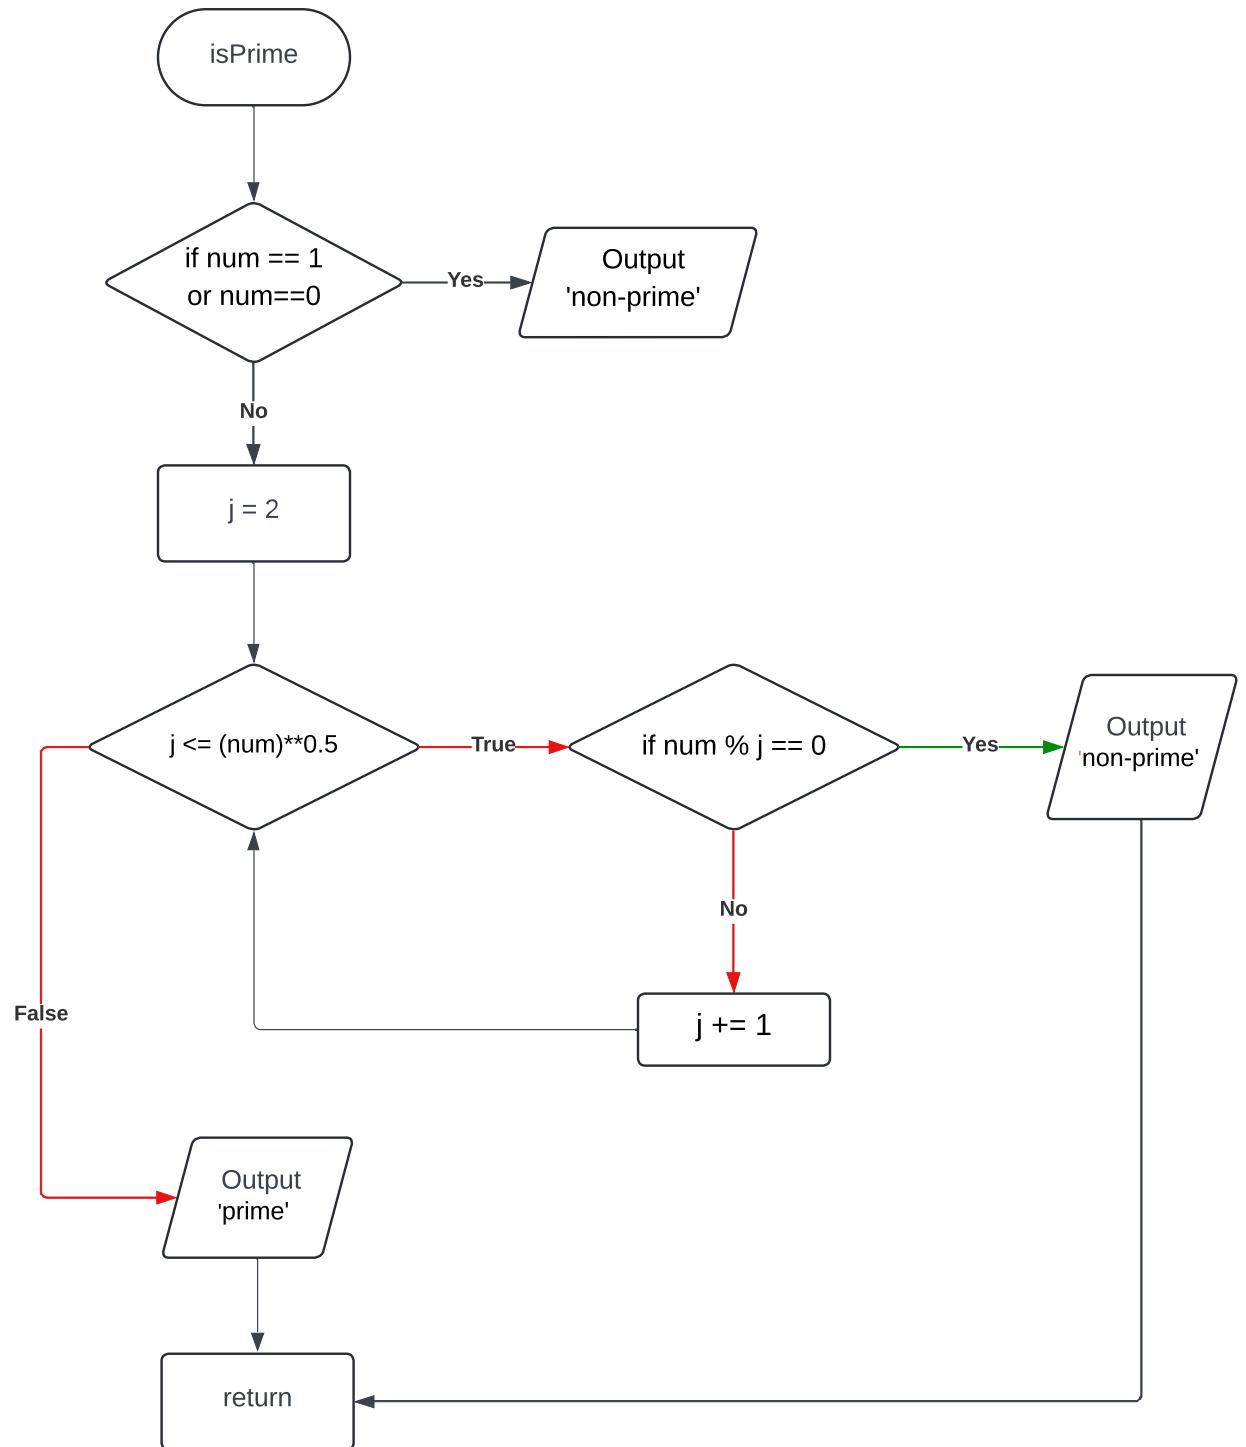 isPrime
if num == 1
or num==0
Yes
Output
'non-prime'
No
j = 2
j <= (num)**0.5
True
if num % j == 0
Yes
Output
'non-prime'
No
j += 1
False
Output
'prime'
return